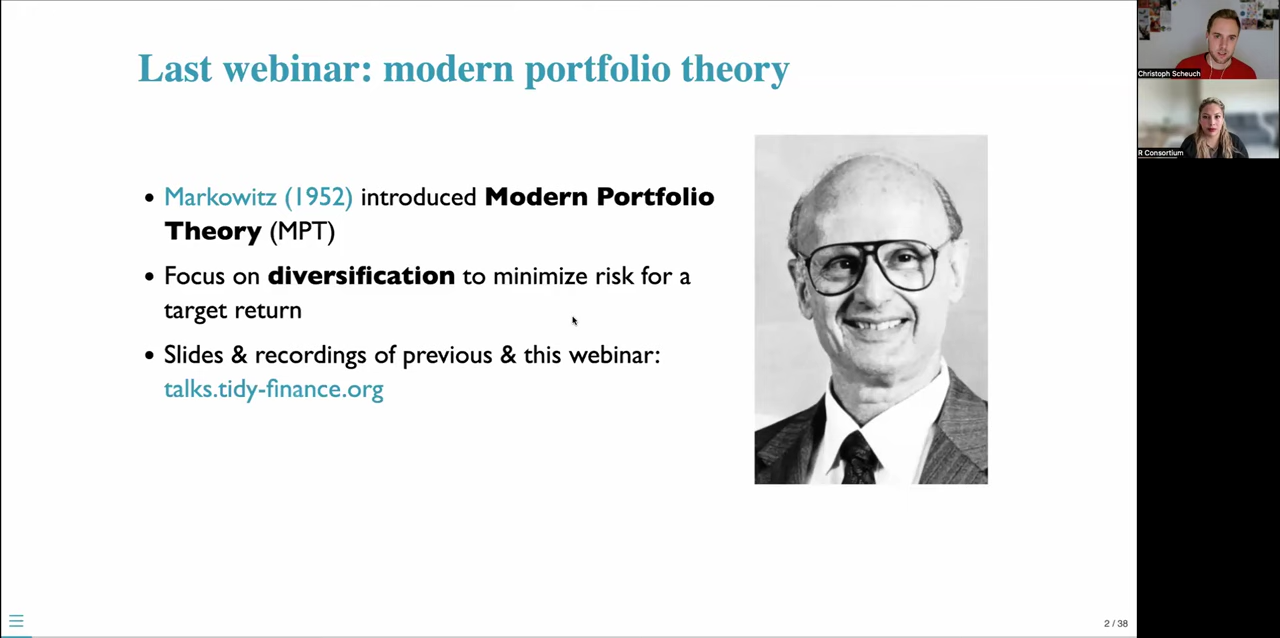 Last webinar: modern portfolio theory
• Markowitz (1952) introduced Modern Portfolio
Theory (MPT)
• Focus on diversification to minimize risk for a
target return
• Slides & recordings of previous & this webinar:
talks.tidy-finance.org
2 / 38
Christoph Scheuch
R Consortium